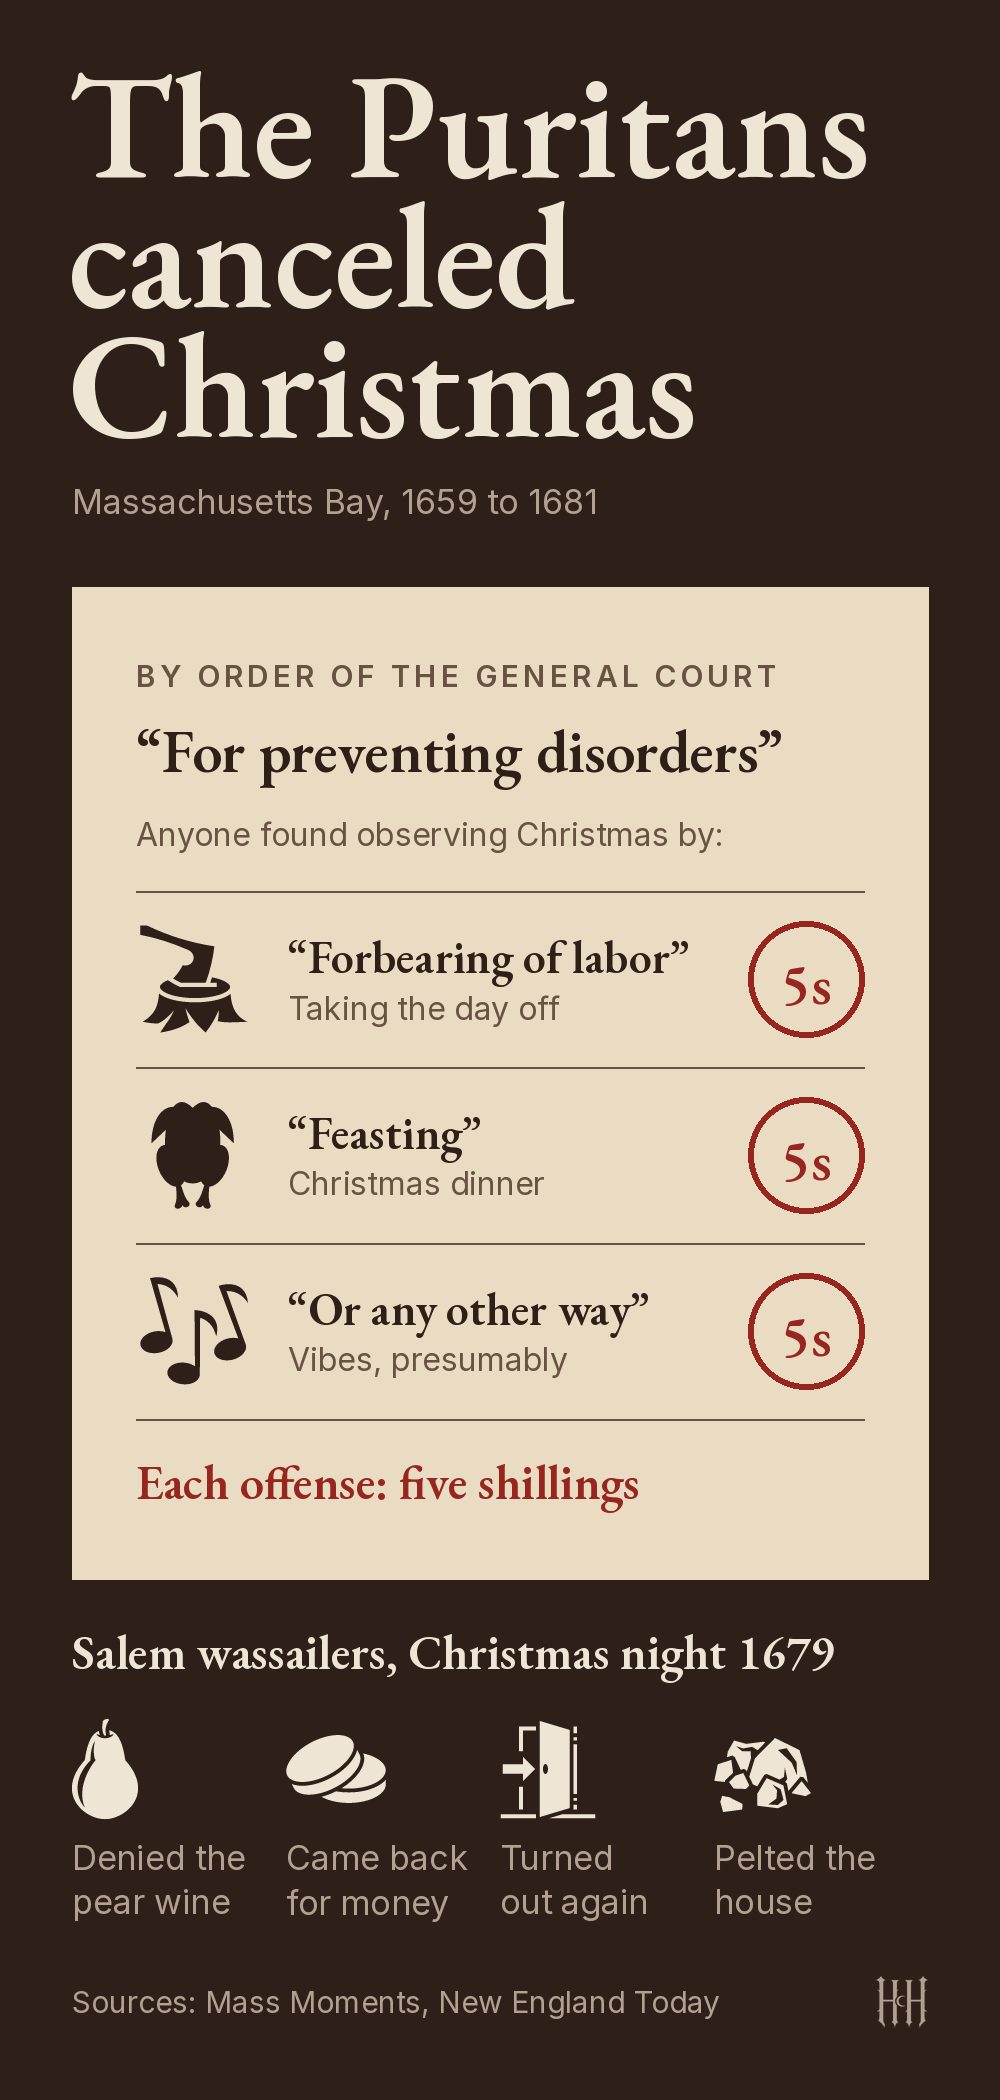 The Puritans
canceled
Christmas
Massachusetts Bay, 1659 to 1681
BY ORDER OF THE GENERAL COURT
“For preventing disorders”
Anyone found observing Christmas by:
“Forbearing of labor”
Taking the day off
5s
“Feasting”
Christmas dinner
5s
“Or any other way”
Vibes, presumably
5s
Each offense: five shillings
Salem wassailers, Christmas night 1679
Denied the
pear wine
Came back
for money
Turned
out again
Pelted the
house
Sources: Mass Moments, New England Today
HcH